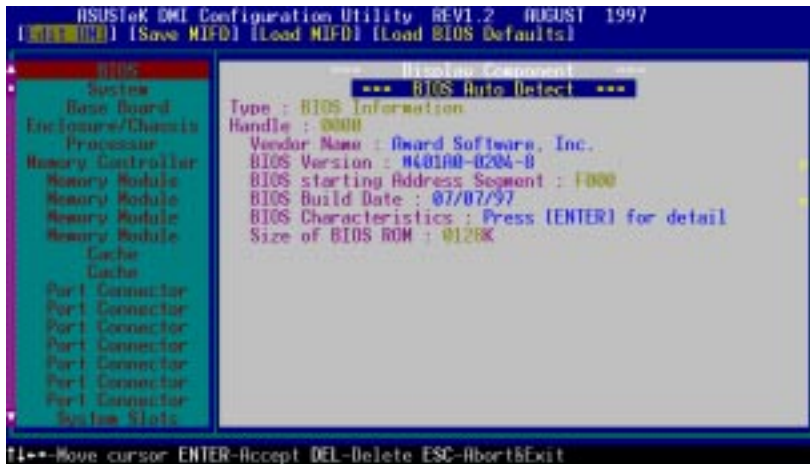 ASUSTeK DMI Configuration Utility REV1.2 AUGUST 1997
[Edit DMI] [Save MIFD] [Load MIFD] [Load BIOS Defaults]
BIOS
System
Base Board
Enclosure/Chassis
Processor
Memory Controller
Memory Module
Memory Module
Memory Module
Memory Module
Cache
Cache
Port Connector
Port Connector
Port Connector
Port Connector
Port Connector
Port Connector
Port Connector
System Slots
*** Display Component ***
*** BIOS Auto Detect ***
Type : BIOS Information
Handle : 0000
Vendor Name : Award Software, Inc.
BIOS Version : #401A0-0204-8
BIOS starting Address Segment : F000
BIOS Build Date : 07/07/97
BIOS Characteristics : Press [ENTER] for detail
Size of BIOS ROM : 0128K
↑↓←→-Move cursor ENTER-Accept DEL-Delete ESC-Abort&Exit